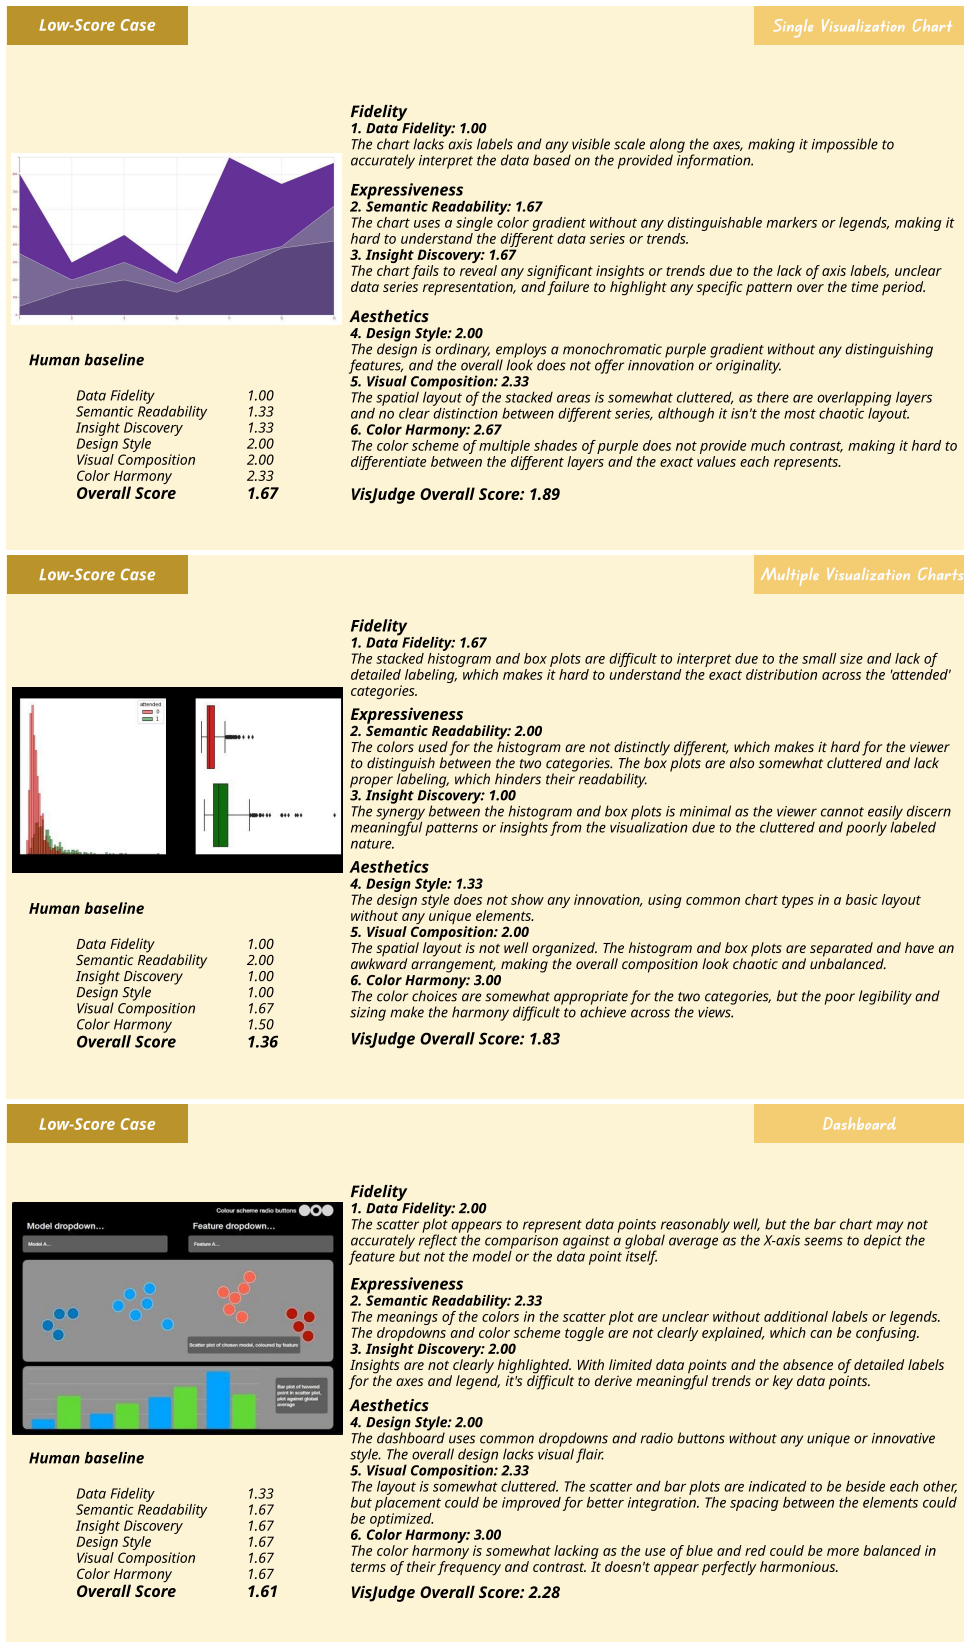 Low-Score Case
Single Visualization Chart
Fidelity
1. Data Fidelity: 1.00
The chart lacks axis labels and any visible scale along the axes, making it impossible to
accurately interpret the data based on the provided information.
Expressiveness
2. Semantic Readability: 1.67
The chart uses a single color gradient without any distinguishable markers or legends, making it
hard to understand the different data series or trends.
3. Insight Discovery: 1.67
The chart fails to reveal any significant insights or trends due to the lack of axis labels, unclear
data series representation, and failure to highlight any specific pattern over the time period.
Aesthetics
4. Design Style: 2.00
The design is ordinary, employs a monochromatic purple gradient without any distinguishing
features, and the overall look does not offer innovation or originality.
5. Visual Composition: 2.33
The spatial layout of the stacked areas is somewhat cluttered, as there are overlapping layers
and no clear distinction between different series, although it isn't the most chaotic layout.
6. Color Harmony: 2.67
The color scheme of multiple shades of purple does not provide much contrast, making it hard to
differentiate between the different layers and the exact values each represents.
VisJudge Overall Score: 1.89
Human baseline
Data Fidelity 1.00
Semantic Readability 1.33
Insight Discovery 1.33
Design Style 2.00
Visual Composition 2.00
Color Harmony 2.33
Overall Score 1.67
Low-Score Case
Multiple Visualization Charts
Fidelity
1. Data Fidelity: 1.67
The stacked histogram and box plots are difficult to interpret due to the small size and lack of
detailed labeling, which makes it hard to understand the exact distribution across the 'attended'
categories.
Expressiveness
2. Semantic Readability: 2.00
The colors used for the histogram are not distinctly different, which makes it hard for the viewer
to distinguish between the two categories. The box plots are also somewhat cluttered and lack
proper labeling, which hinders their readability.
3. Insight Discovery: 1.00
The synergy between the histogram and box plots is minimal as the viewer cannot easily discern
meaningful patterns or insights from the visualization due to the cluttered and poorly labeled
nature.
Aesthetics
4. Design Style: 1.33
The design style does not show any innovation, using common chart types in a basic layout
without any unique elements.
5. Visual Composition: 2.00
The spatial layout is not well organized. The histogram and box plots are separated and have an
awkward arrangement, making the overall composition look chaotic and unbalanced.
6. Color Harmony: 3.00
The color choices are somewhat appropriate for the two categories, but the poor legibility and
sizing make the harmony difficult to achieve across the views.
VisJudge Overall Score: 1.83
attended
0
1
Human baseline
Data Fidelity 1.00
Semantic Readability 2.00
Insight Discovery 1.00
Design Style 1.00
Visual Composition 1.67
Color Harmony 1.50
Overall Score 1.36
Low-Score Case
Dashboard
Fidelity
1. Data Fidelity: 2.00
The scatter plot appears to represent data points reasonably well, but the bar chart may not
accurately reflect the comparison against a global average as the X-axis seems to depict the
feature but not the model or the data point itself.
Expressiveness
2. Semantic Readability: 2.33
The meanings of the colors in the scatter plot are unclear without additional labels or legends.
The dropdowns and color scheme toggle are not clearly explained, which can be confusing.
3. Insight Discovery: 2.00
Insights are not clearly highlighted. With limited data points and the absence of detailed labels
for the axes and legend, it's difficult to derive meaningful trends or key data points.
Aesthetics
4. Design Style: 2.00
The dashboard uses common dropdowns and radio buttons without any unique or innovative
style. The overall design lacks visual flair.
5. Visual Composition: 2.33
The layout is somewhat cluttered. The scatter and bar plots are indicated to be beside each other,
but placement could be improved for better integration. The spacing between the elements could
be optimized.
6. Color Harmony: 3.00
The color harmony is somewhat lacking as the use of blue and red could be more balanced in
terms of their frequency and contrast. It doesn't appear perfectly harmonious.
VisJudge Overall Score: 2.28
Colour scheme radio buttons
Model dropdown...
Feature dropdown...
Model A...
Feature A...
Scatter plot of chosen model, coloured by feature
Bar plot of hovered
point in scatter plot,
plot against global
average
Human baseline
Data Fidelity 1.33
Semantic Readability 1.67
Insight Discovery 1.67
Design Style 1.67
Visual Composition 1.67
Color Harmony 1.67
Overall Score 1.61